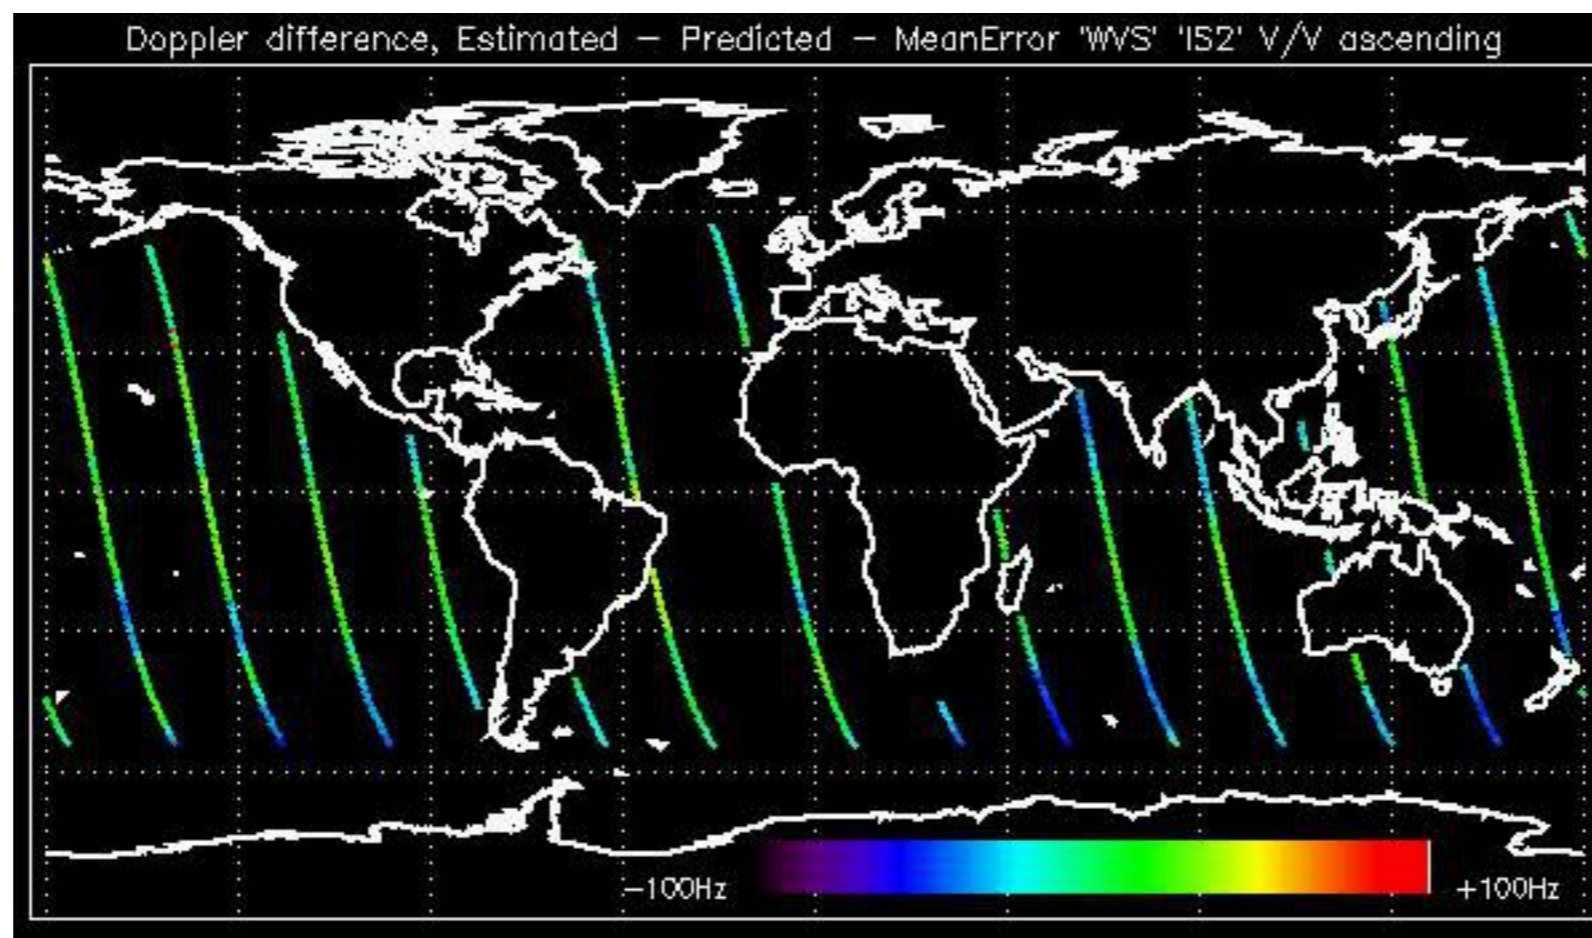 Doppler difference, Estimated – Predicted – MeanError 'WVS' 'IS2' V/V ascending
–100Hz +100Hz